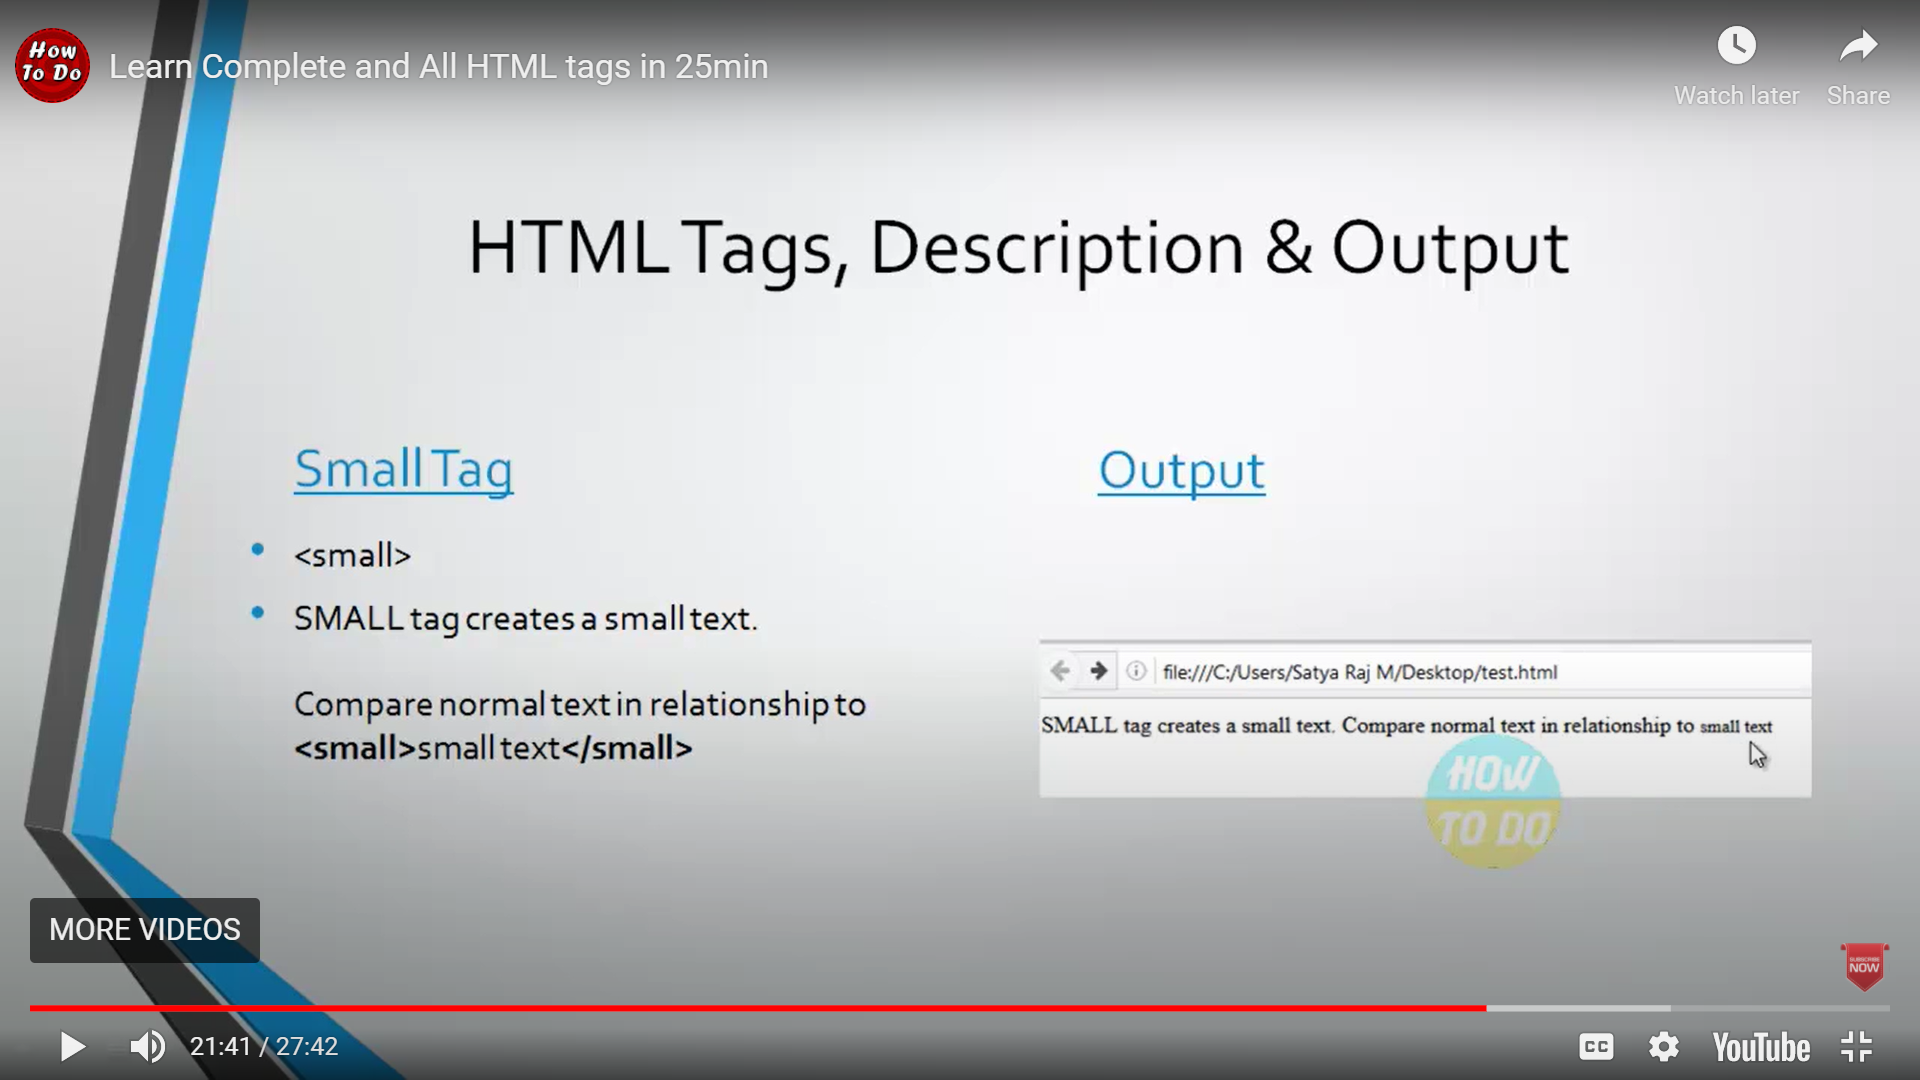 How
To Do
Learn Complete and All HTML tags in 25min
Watch later
Share
HTML Tags, Description & Output
Small Tag
<small>
SMALL tag creates a small text.
Compare normal text in relationship to
<small>small text</small>
Output
file:///C:/Users/Satya Raj M/Desktop/test.html
SMALL tag creates a small text. Compare normal text in relationship to small text
HOW
TO DO
MORE VIDEOS
SUBSCRIBE
NOW
21:41 / 27:42
CC
YouTube